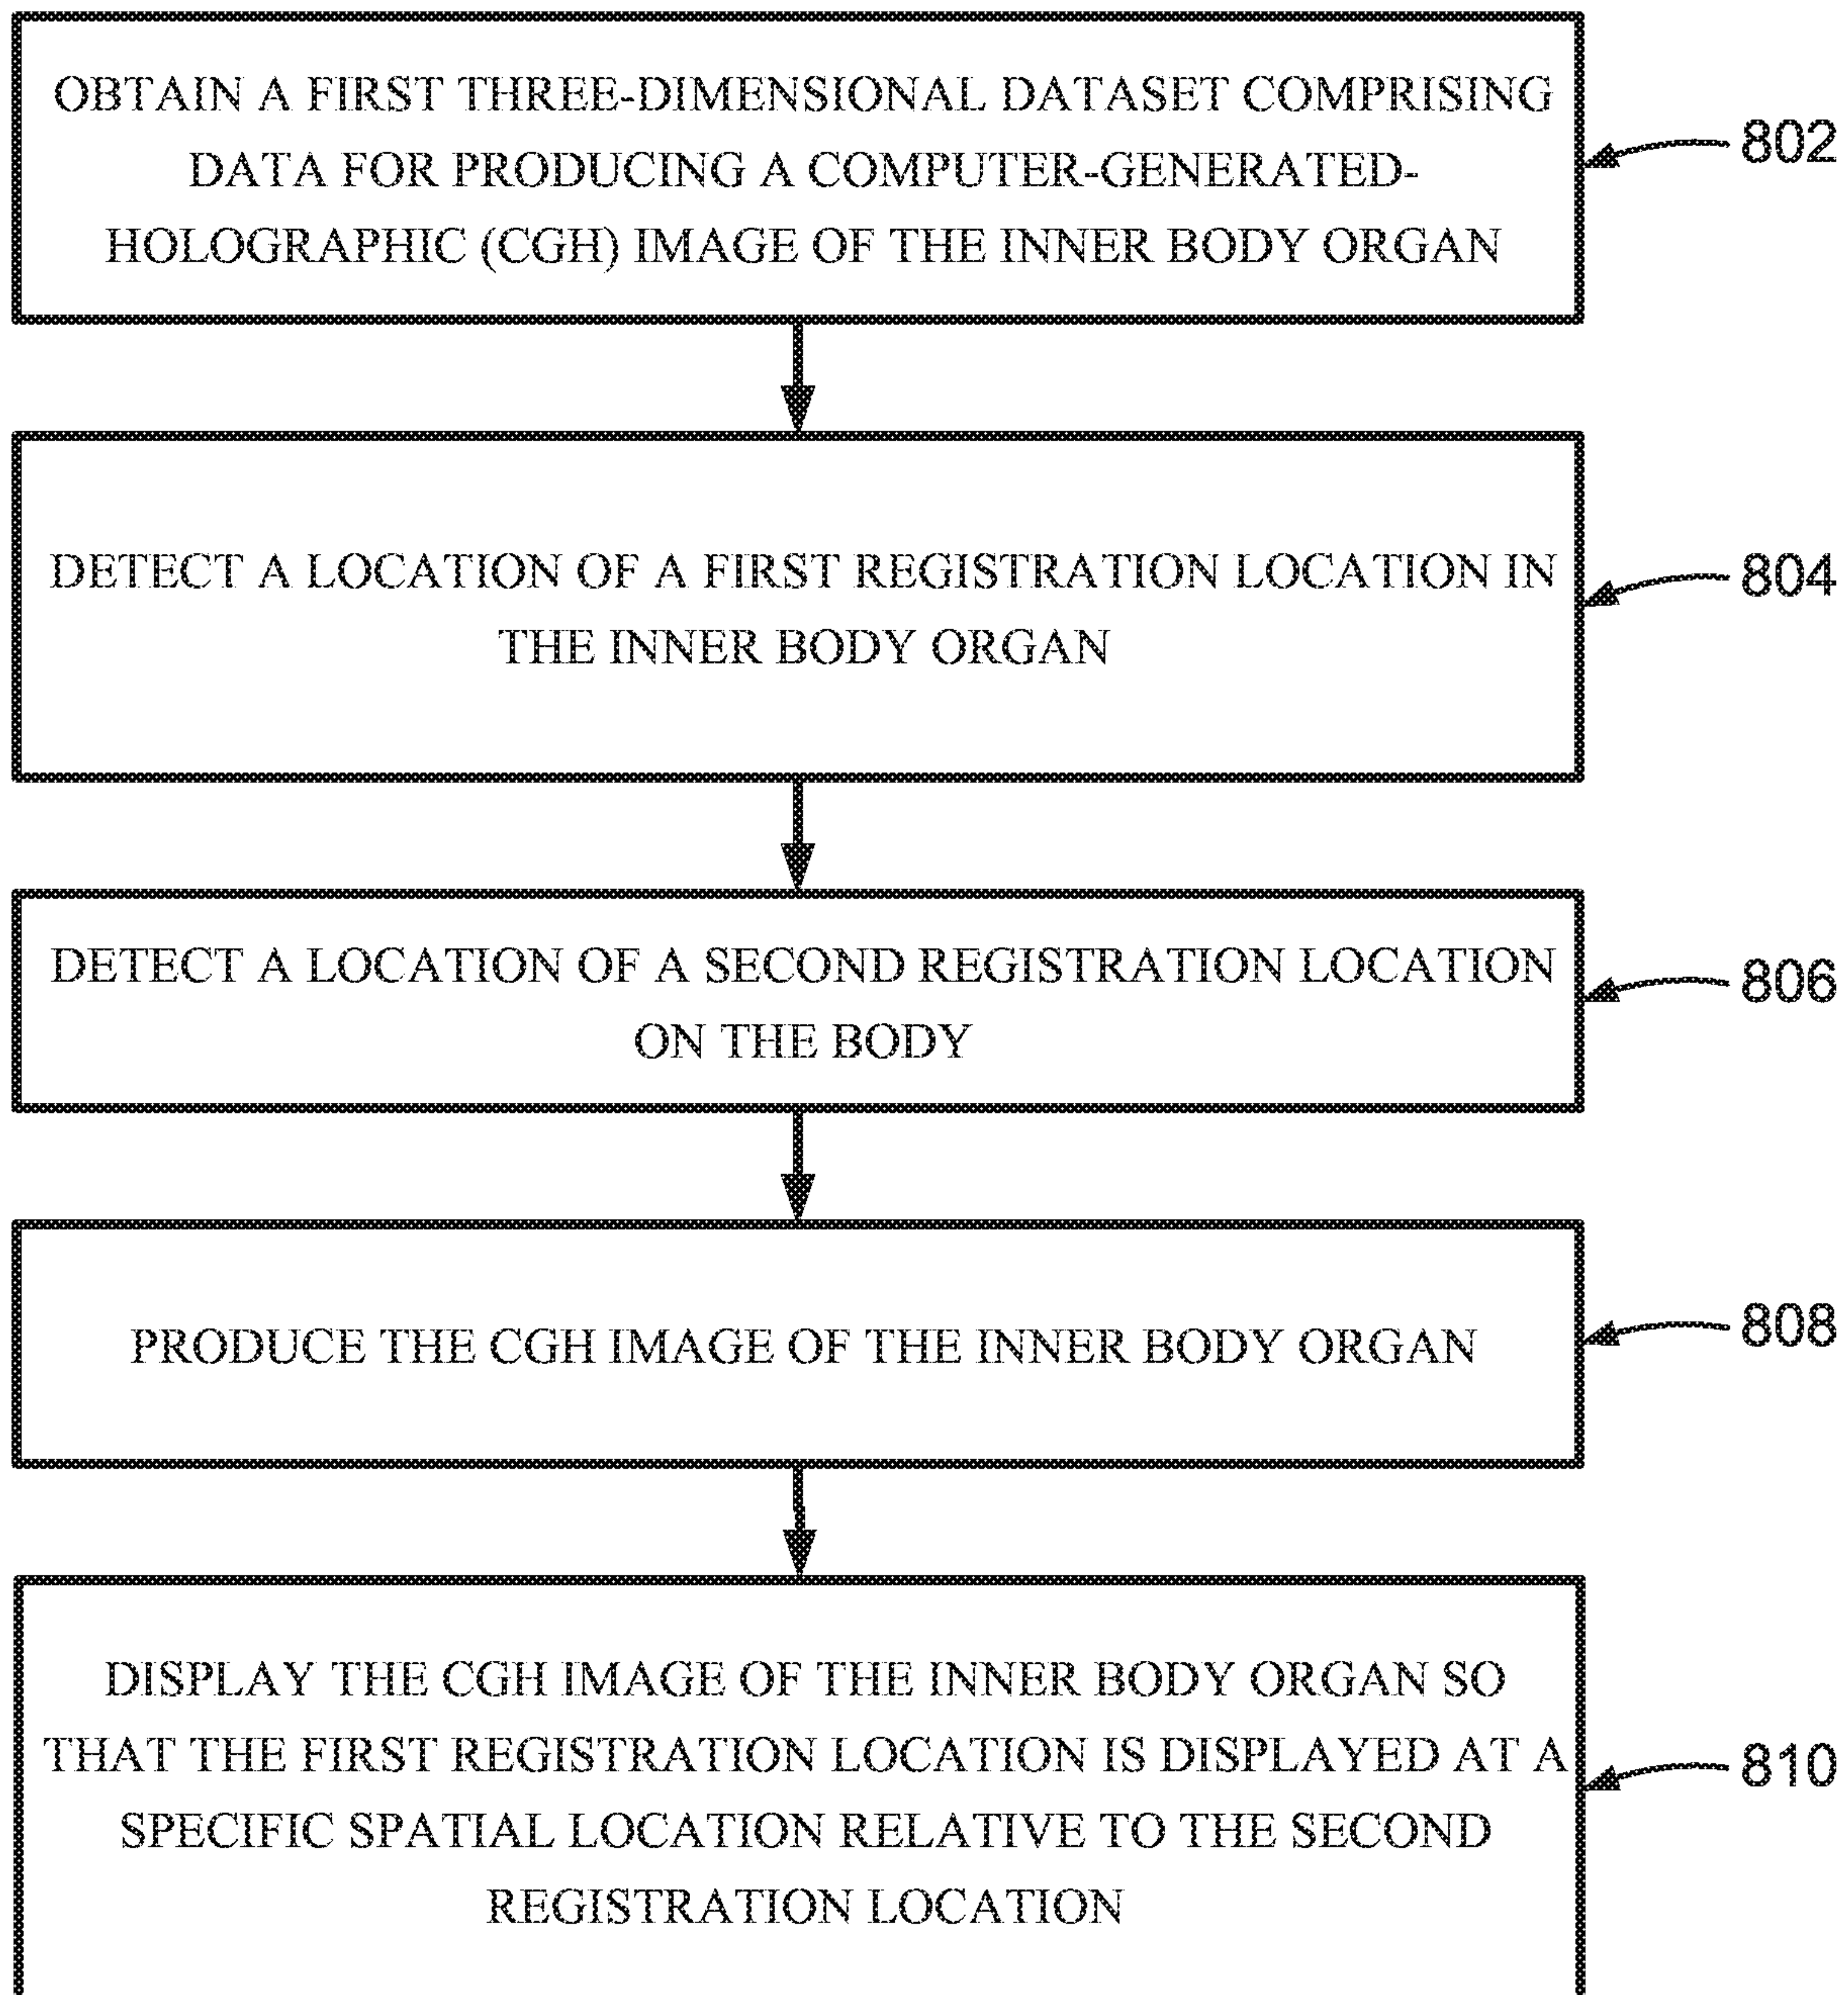 OBTAIN A FIRST THREE-DIMENSIONAL DATASET COMPRISING
DATA FOR PRODUCING A COMPUTER-GENERATED-
HOLOGRAPHIC (CGH) IMAGE OF THE INNER BODY ORGAN
802
DETECT A LOCATION OF A FIRST REGISTRATION LOCATION IN
THE INNER BODY ORGAN
804
DETECT A LOCATION OF A SECOND REGISTRATION LOCATION
ON THE BODY
806
PRODUCE THE CGH IMAGE OF THE INNER BODY ORGAN
808
DISPLAY THE CGH IMAGE OF THE INNER BODY ORGAN SO
THAT THE FIRST REGISTRATION LOCATION IS DISPLAYED AT A
SPECIFIC SPATIAL LOCATION RELATIVE TO THE SECOND
REGISTRATION LOCATION
810